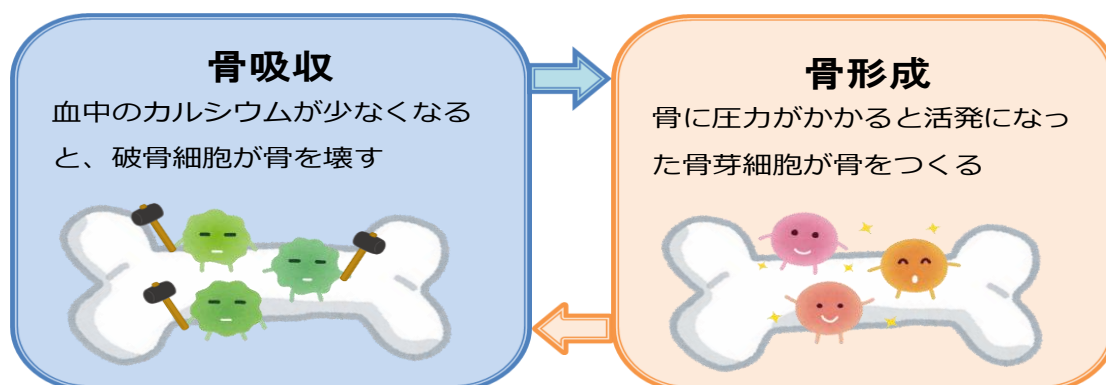 骨吸収
血中のカルシウムが少なくなる
と、破骨細胞が骨を壊す
骨形成
骨に圧力がかかると活発になっ
た骨芽細胞が骨をつくる